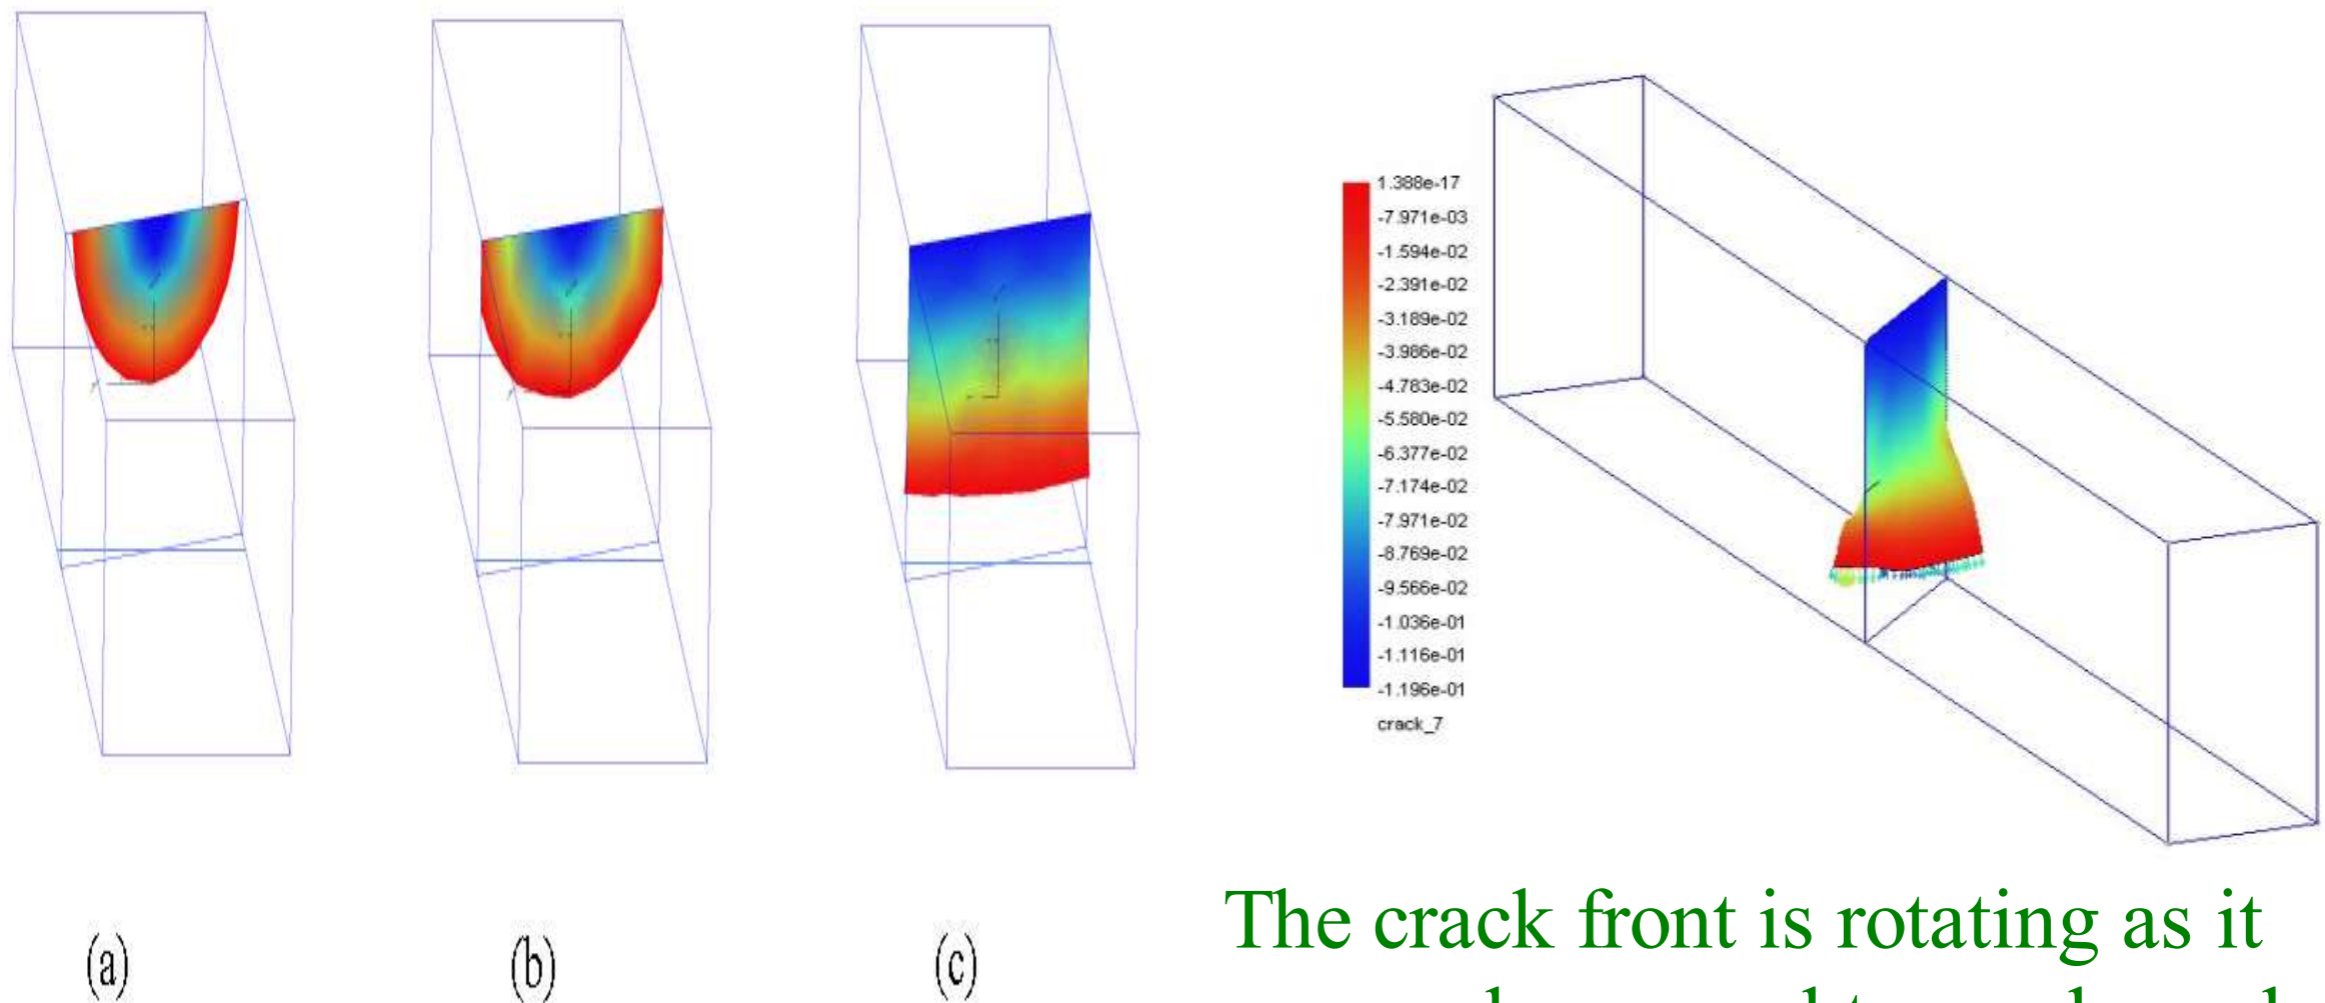 1.388e-17
-7.971e-03
-1.594e-02
-2.391e-02
-3.189e-02
-3.986e-02
-4.783e-02
-5.580e-02
-6.377e-02
-7.174e-02
-7.971e-02
-8.769e-02
-9.566e-02
-1.036e-01
-1.116e-01
-1.196e-01
crack_7
(a)
(b)
(c)
The crack front is rotating as it